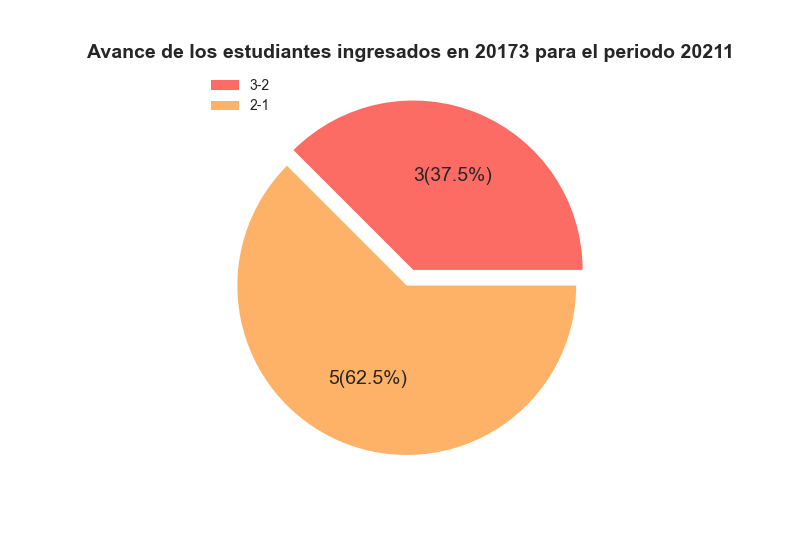 Avance de los estudiantes ingresados en 20173 para el periodo 20211
3-2
2-1
3(37.5%)
5(62.5%)